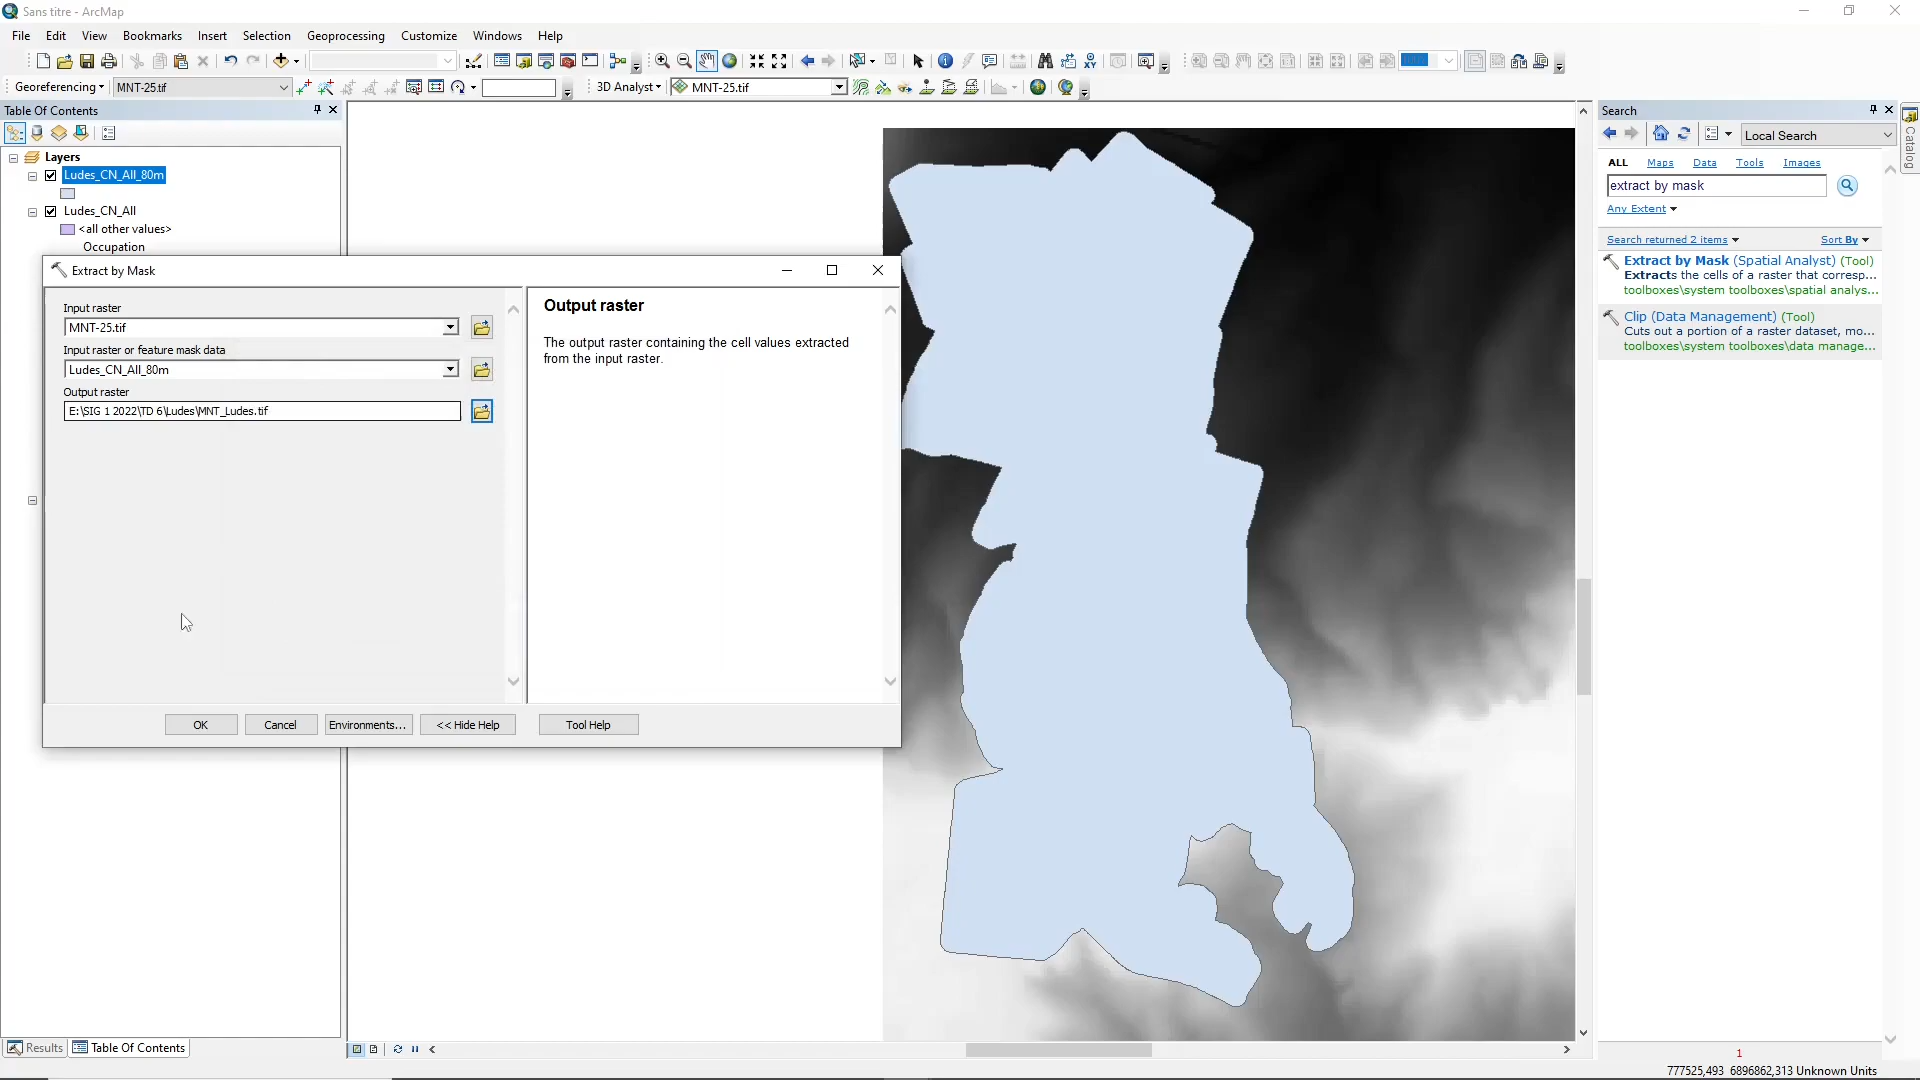 Sans titre - ArcMap
File Edit View Bookmarks Insert Selection Geoprocessing Customize Windows Help
Georeferencing MNT-25.tif 3D Analyst MNT-25.tif
Table Of Contents
Layers
Ludes_CN_All_80m
Ludes_CN_All
<all other values>
Occupation
Extract by Mask
Input raster
MNT-25.tif
Input raster or feature mask data
Ludes_CN_All_80m
Output raster
E:\SIG 1 2022\TD 6\Ludes\MNT_Ludes.tif
OK Cancel Environments... << Hide Help Tool Help
Output raster
The output raster containing the cell values extracted
from the input raster.
Search
Local Search
ALL Maps Data Tools Images
extract by mask
Any Extent
Search returned 2 items Sort By
Extract by Mask (Spatial Analyst) (Tool)
Extracts the cells of a raster that corresp...
toolboxes\system toolboxes\spatial analys...
Clip (Data Management) (Tool)
Cuts out a portion of a raster dataset, mo...
toolboxes\system toolboxes\data manage...
Catalog
Results Table Of Contents
1
777525,493 6896862,313 Unknown Units